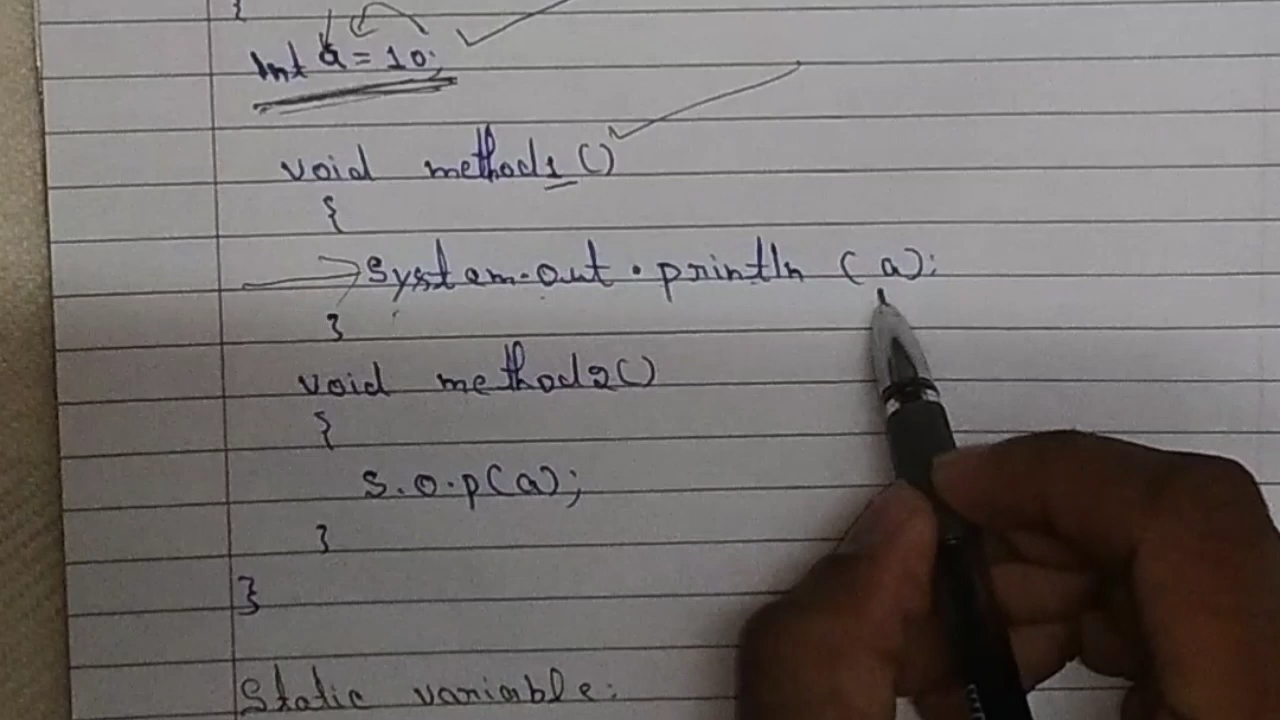 {
Int a = 10;
void method1 ()
{
System.out.println (a);
}
void method2()
{
S.o.p(a);
}
}
Static variable: